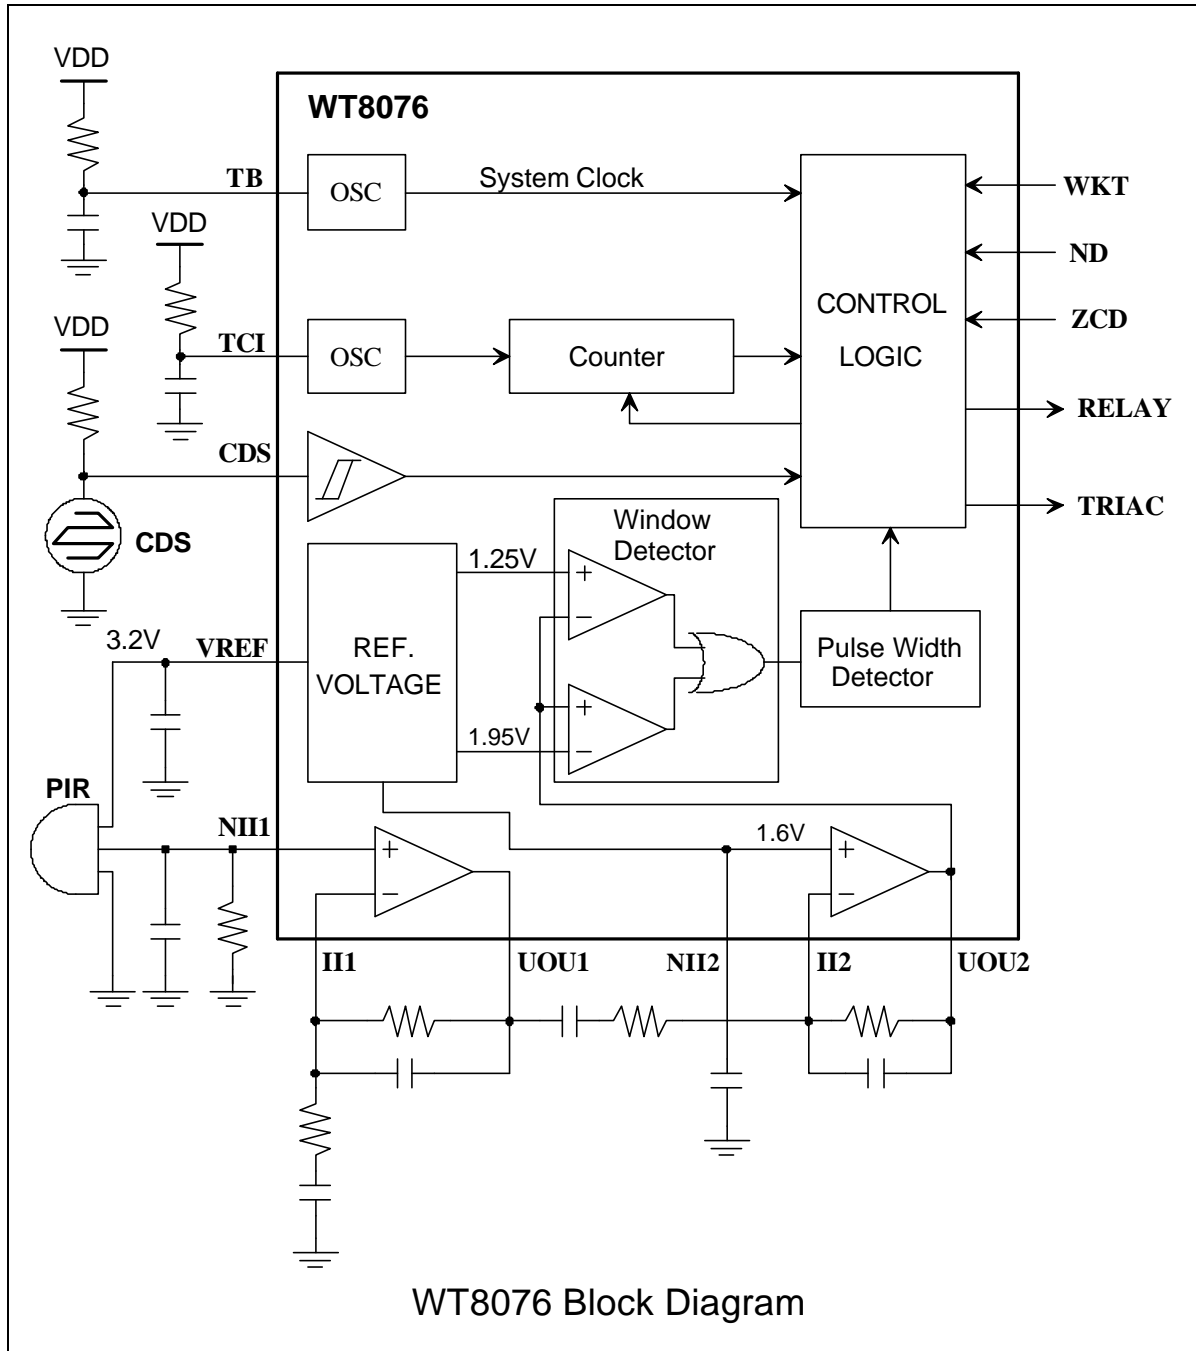 VDD
WT8076
TB
OSC
System Clock
WKT
VDD
ND
CONTROL
LOGIC
ZCD
VDD
TCI
OSC
Counter
RELAY
CDS
TRIAC
Window
Detector
CDS
1.25V
3.2V
VREF
REF.
VOLTAGE
Pulse Width
Detector
1.95V
PIR
NII1
1.6V
II1
UOU1
NII2
II2
UOU2
WT8076 Block Diagram